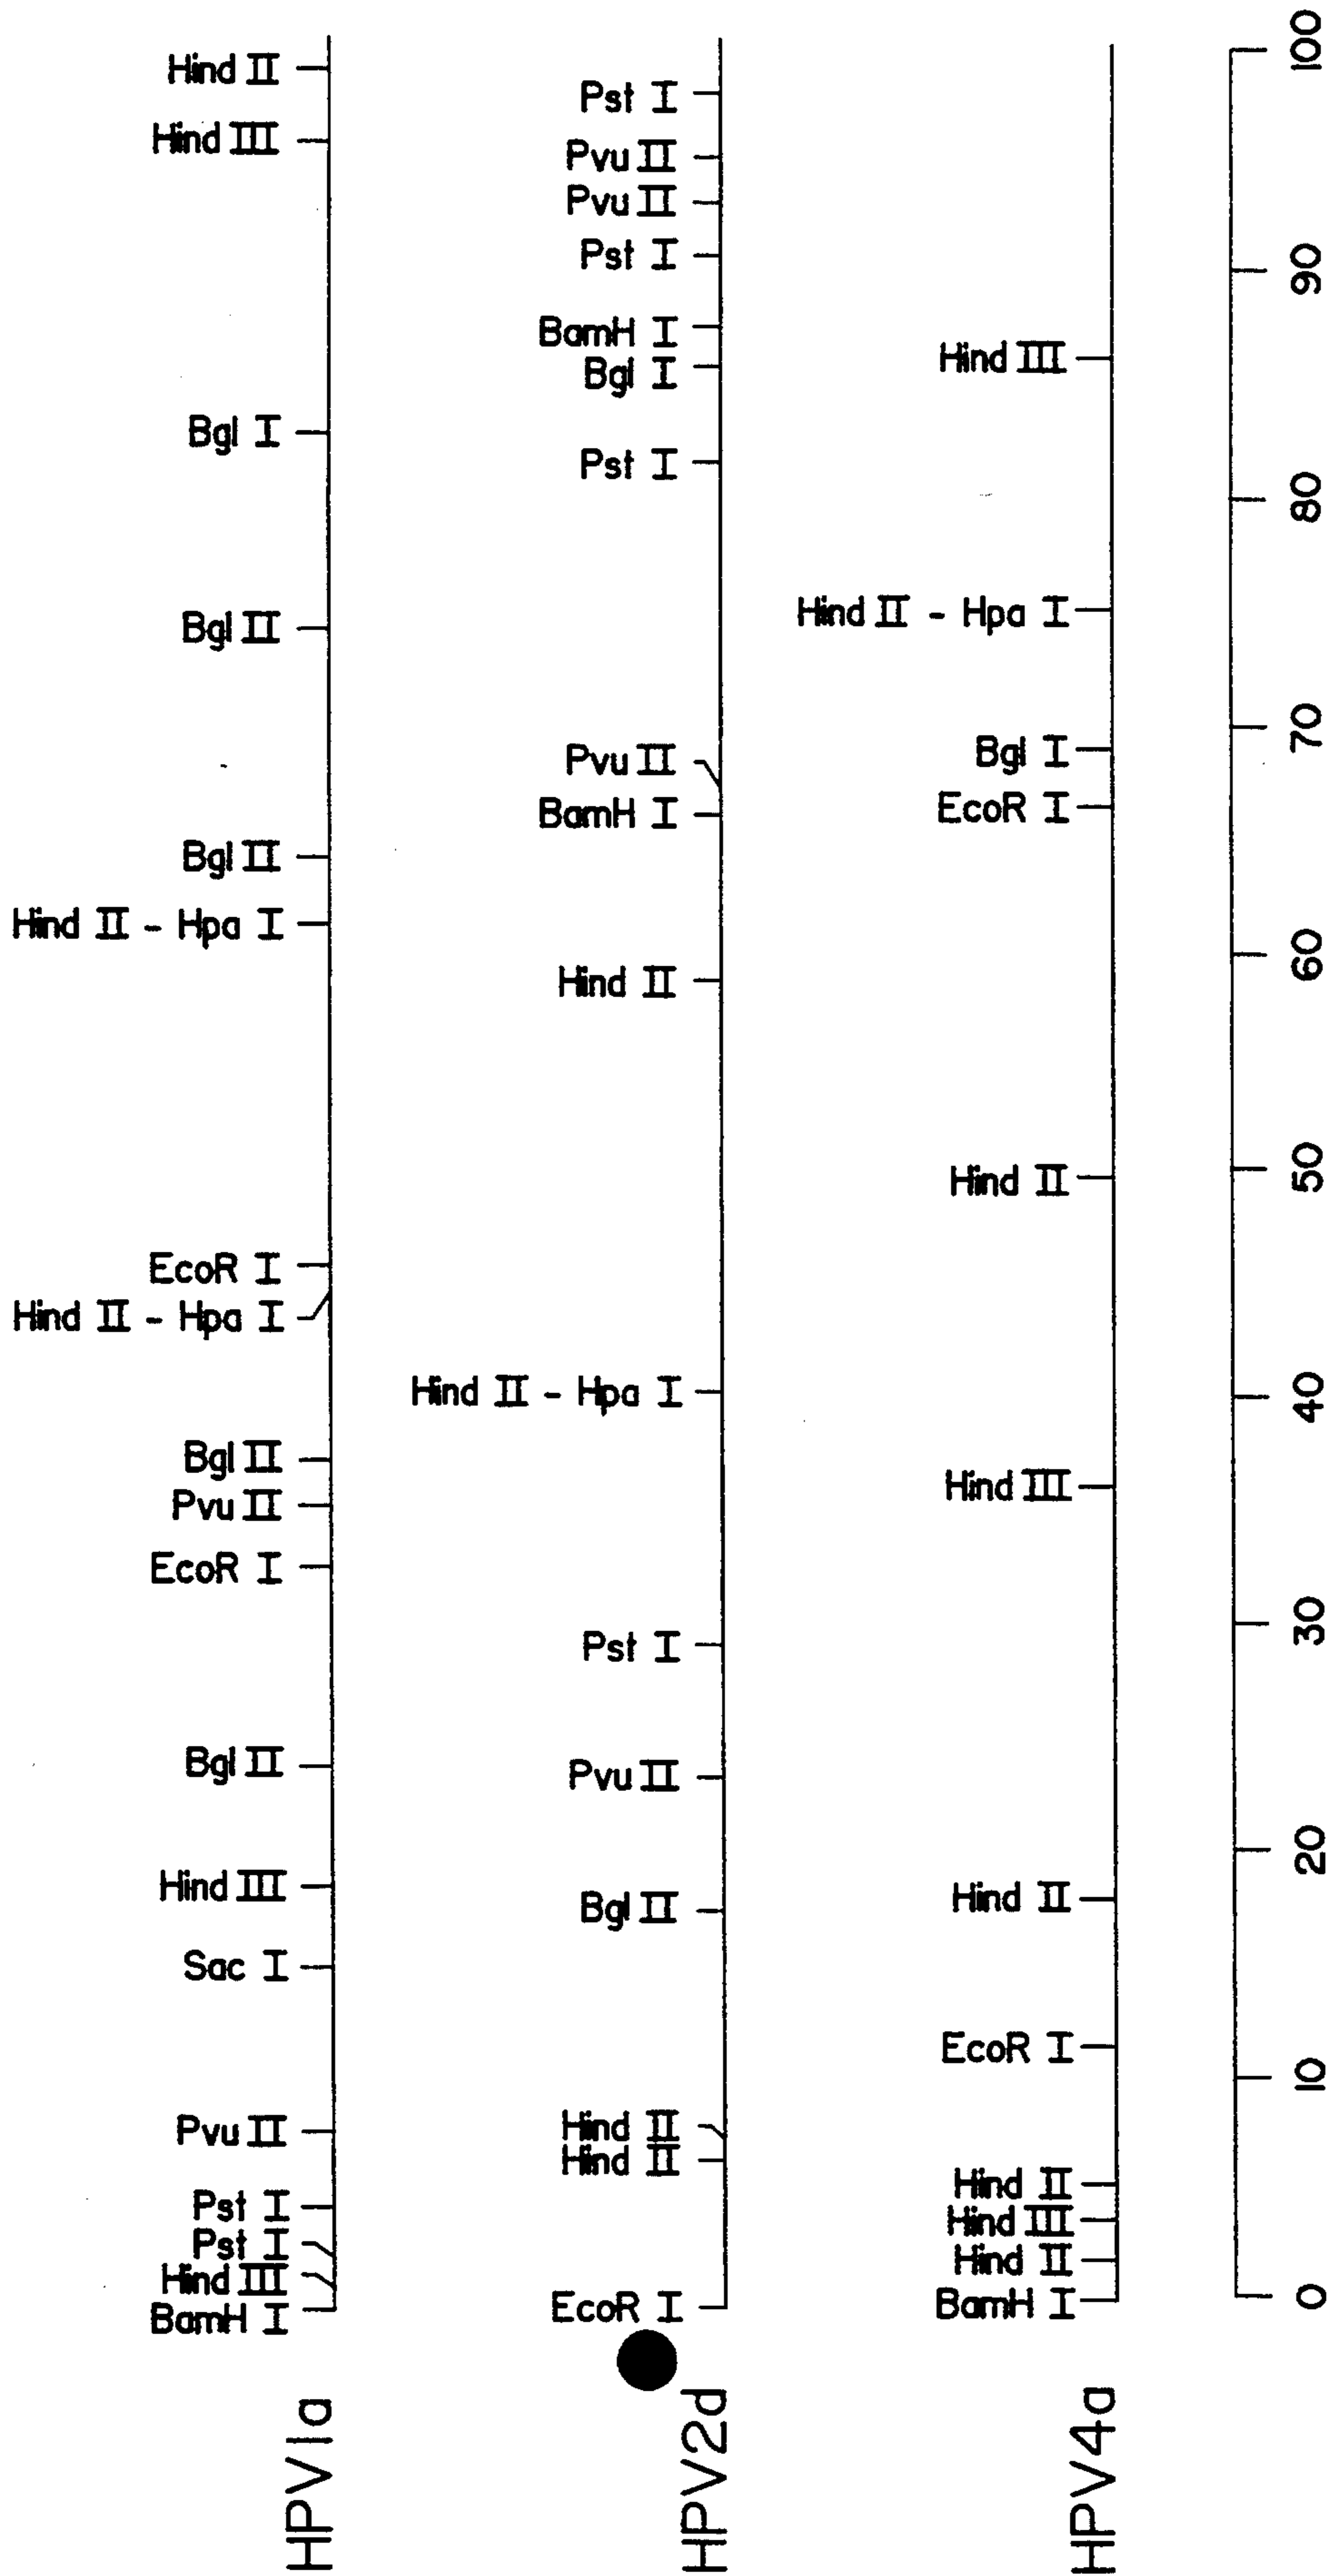 Hind II
Hind III
Bgl I
Bgl II
Bgl II
Hind II - Hpa I
EcoR I
Hind II - Hpa I
Bgl II
Pvu II
EcoR I
Bgl II
Hind III
Sac I
Pvu II
Pst I
Pst I
Hind III
BamH I
HPV1a
Pst I
Pvu II
Pvu II
Pst I
BamH I
Bgl I
Pst I
Pvu II
BamH I
Hind II
Hind II - Hpa I
Pst I
Pvu II
Bgl II
Hind II
Hind II
EcoR I
HPV2d
Hind III
Hind II - Hpa I
Bgl I
EcoR I
Hind II
Hind III
Hind II
EcoR I
Hind II
Hind III
Hind II
BamH I
HPV4a
100
90
80
70
60
50
40
30
20
10
0